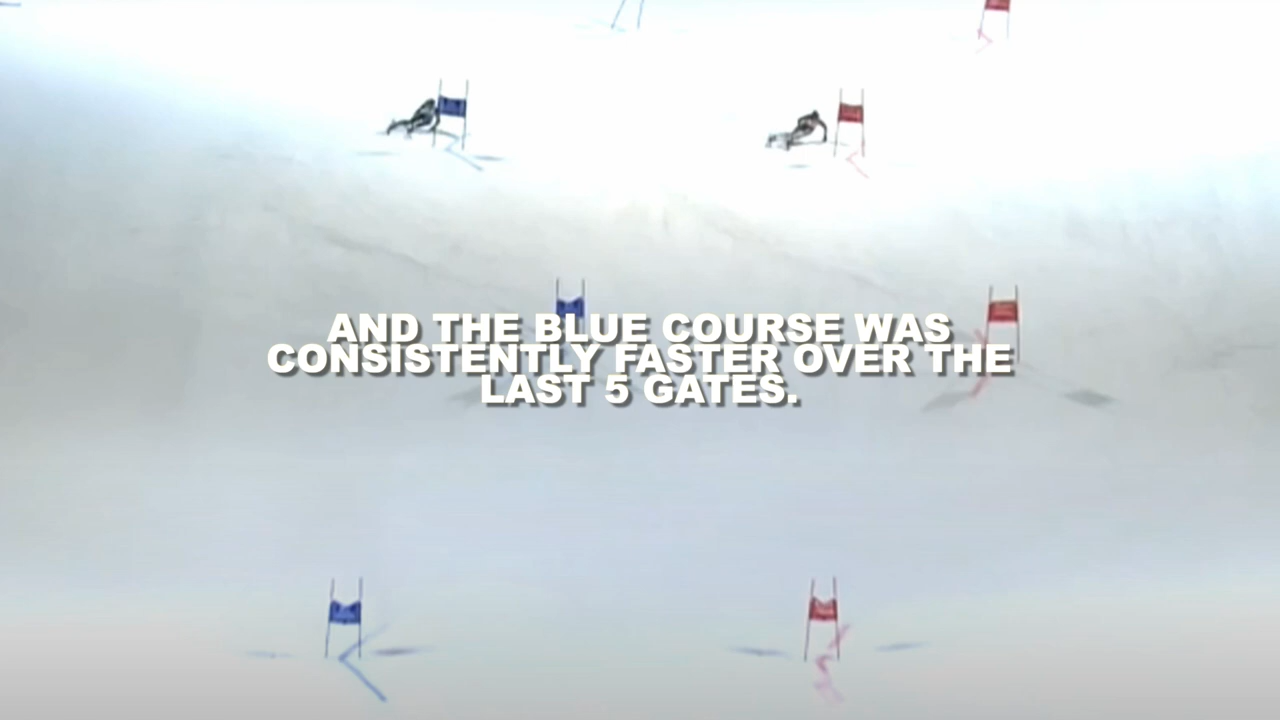 AND THE BLUE COURSE WAS
CONSISTENTLY FASTER OVER THE
LAST 5 GATES.